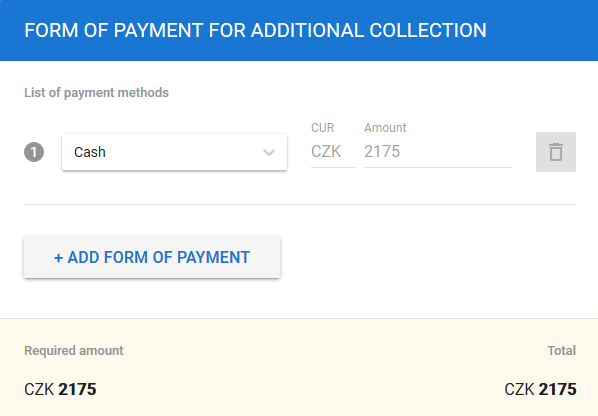 FORM OF PAYMENT FOR ADDITIONAL COLLECTION
List of payment methods
CUR Amount
1 Cash CZK 2175
+ ADD FORM OF PAYMENT
Required amount Total
CZK 2175 CZK 2175